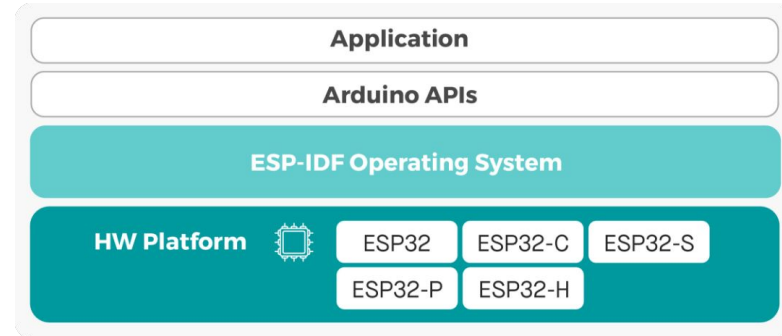 Application
Arduino APIs
ESP-IDF Operating System
HW Platform
ESP32 ESP32-C ESP32-S
ESP32-P ESP32-H